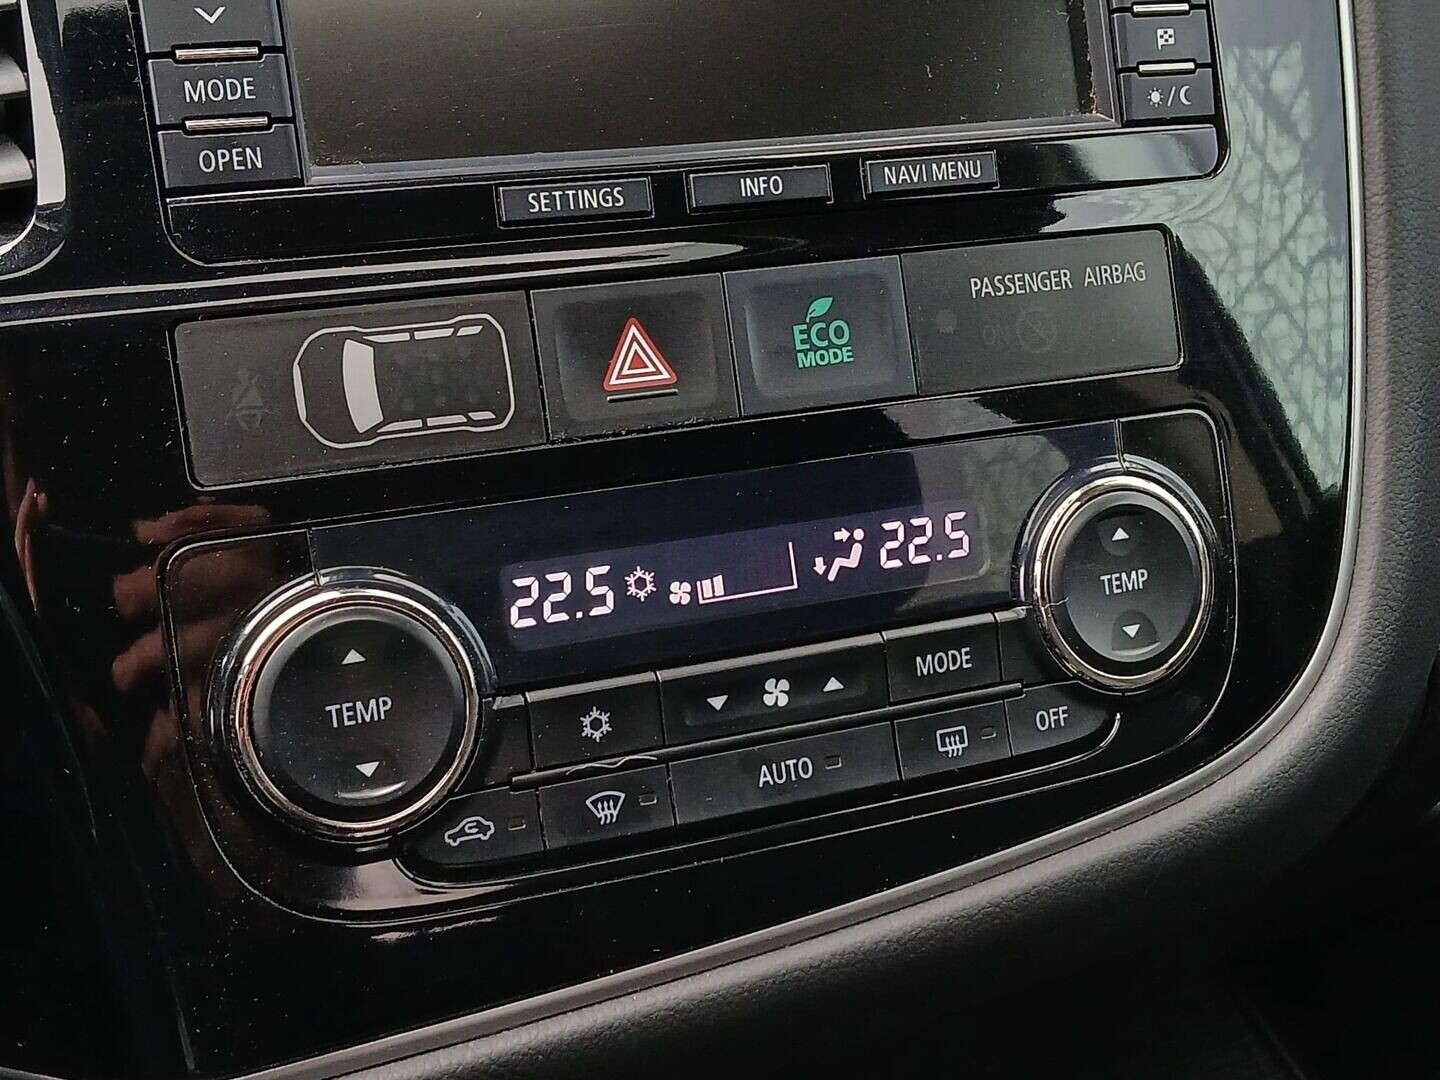 MODE
OPEN
SETTINGS
INFO
NAVI MENU
ECO
MODE
PASSENGER AIRBAG
ON
22.5
22.5
TEMP
TEMP
MODE
AUTO
OFF